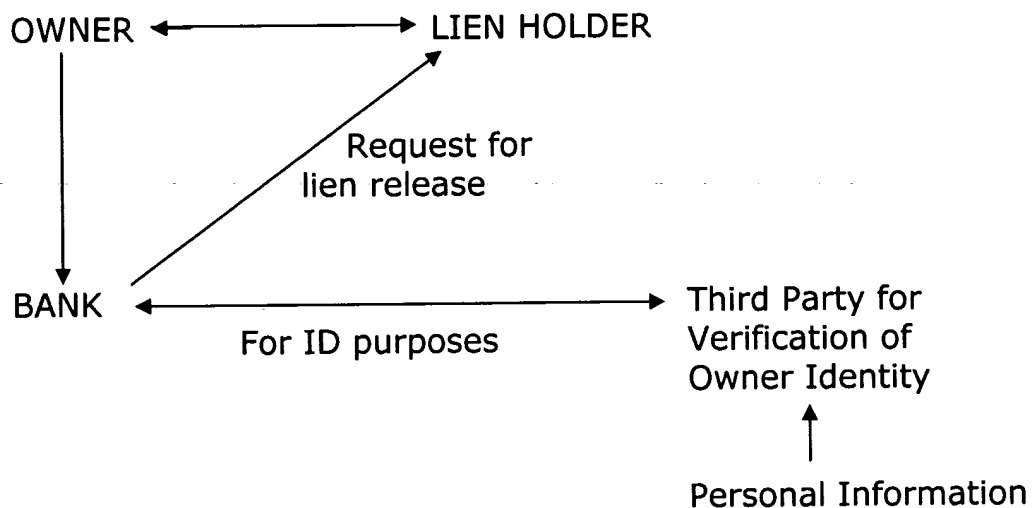 OWNER
LIEN HOLDER
Request for
lien release
BANK
For ID purposes
Third Party for
Verification of
Owner Identity
Personal Information